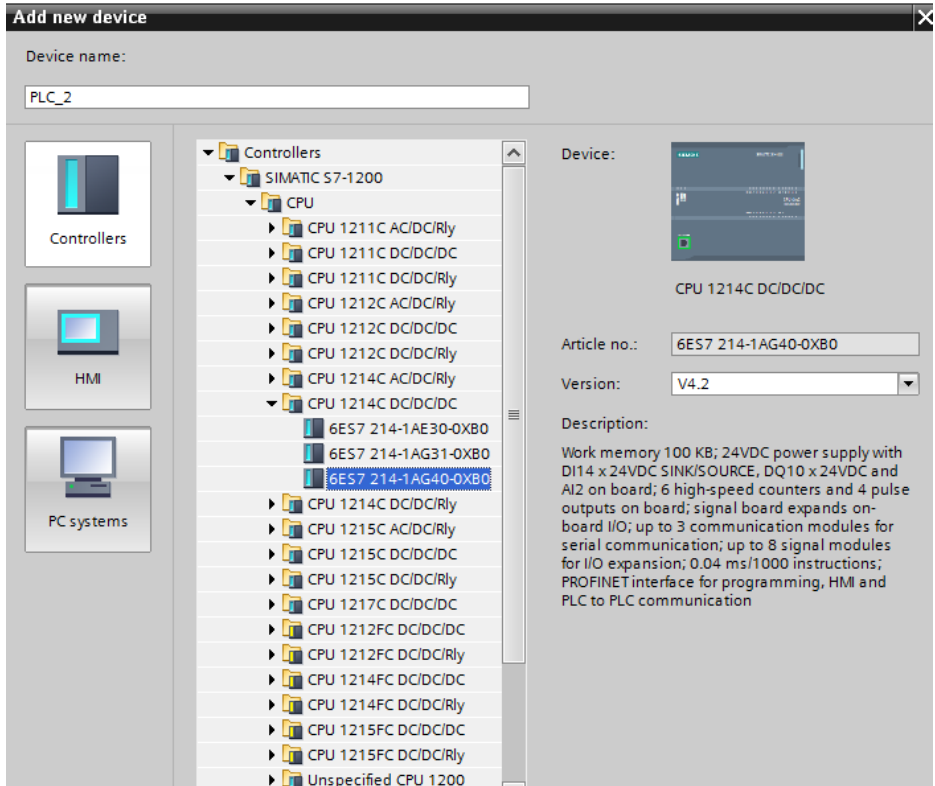 Add new device
Device name:
PLC_2
Controllers
HMI
PC systems
Controllers
SIMATIC S7-1200
CPU
CPU 1211C AC/DC/Rly
CPU 1211C DC/DC/DC
CPU 1211C DC/DC/Rly
CPU 1212C AC/DC/Rly
CPU 1212C DC/DC/DC
CPU 1212C DC/DC/Rly
CPU 1214C AC/DC/Rly
CPU 1214C DC/DC/DC
6ES7 214-1AE30-0XB0
6ES7 214-1AG31-0XB0
6ES7 214-1AG40-0XB0
CPU 1214C DC/DC/Rly
CPU 1215C AC/DC/Rly
CPU 1215C DC/DC/DC
CPU 1215C DC/DC/Rly
CPU 1217C DC/DC/DC
CPU 1212FC DC/DC/DC
CPU 1212FC DC/DC/Rly
CPU 1214FC DC/DC/DC
CPU 1214FC DC/DC/Rly
CPU 1215FC DC/DC/DC
CPU 1215FC DC/DC/Rly
Unspecified CPU 1200
Device:
CPU 1214C DC/DC/DC
Article no.:
6ES7 214-1AG40-0XB0
Version:
V4.2
Description:
Work memory 100 KB; 24VDC power supply with
DI14 x 24VDC SINK/SOURCE, DQ10 x 24VDC and
AI2 on board; 6 high-speed counters and 4 pulse
outputs on board; signal board expands on-
board I/O; up to 3 communication modules for
serial communication; up to 8 signal modules
for I/O expansion; 0.04 ms/1000 instructions;
PROFINET interface for programming, HMI and
PLC to PLC communication